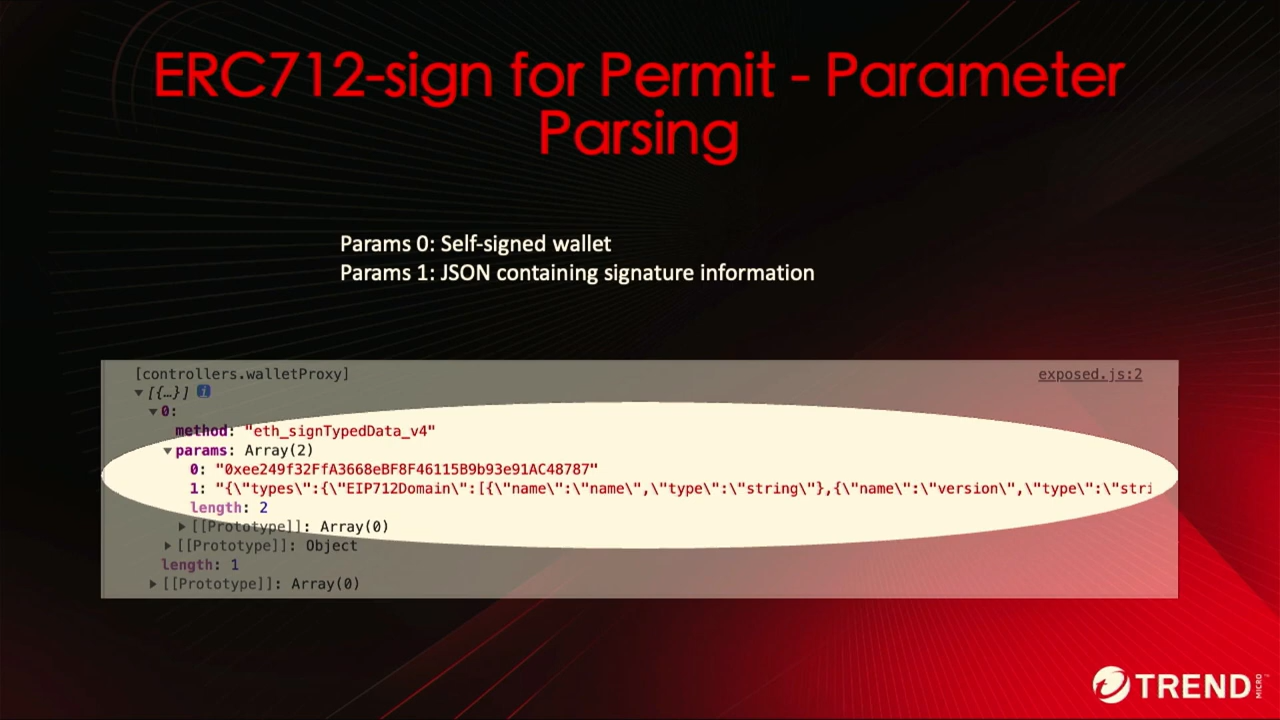 ERC712-sign for Permit - Parameter
Parsing
Params 0: Self-signed wallet
Params 1: JSON containing signature information
[controllers.walletProxy] exposed.js:2
▼[{…}] i
▼0:
method: "eth_signTypedData_v4"
▼params: Array(2)
0: "0xee249f32FfA3668eBF8F46115B9b93e91AC48787"
1: "{\"types\":{\"EIP712Domain\":[{\"name\":\"name\",\"type\":\"string\"},{\"name\":\"version\",\"type\":\"stri
length: 2
▶[[Prototype]]: Array(0)
▶[[Prototype]]: Object
length: 1
▶[[Prototype]]: Array(0)
TREND MICRO